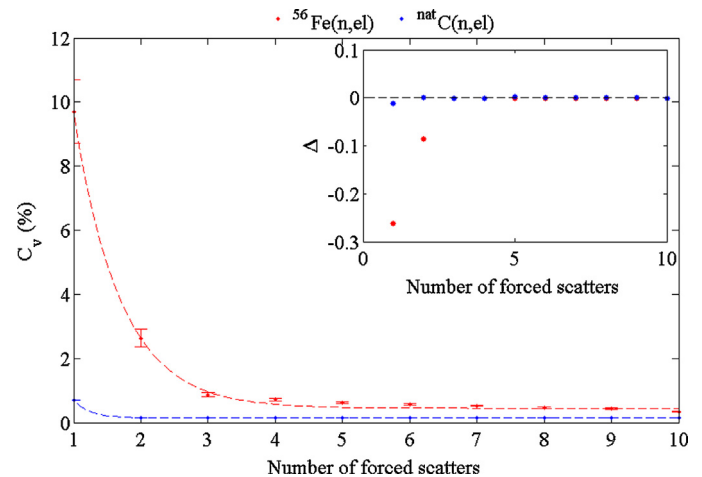 56Fe(n,el) natC(n,el)
12
10
8
6
4
2
0
Cv (%)
1 2 3 4 5 6 7 8 9 10
Number of forced scatters
0.1
0
-0.1
-0.2
-0.3
Δ
0 5 10
Number of forced scatters